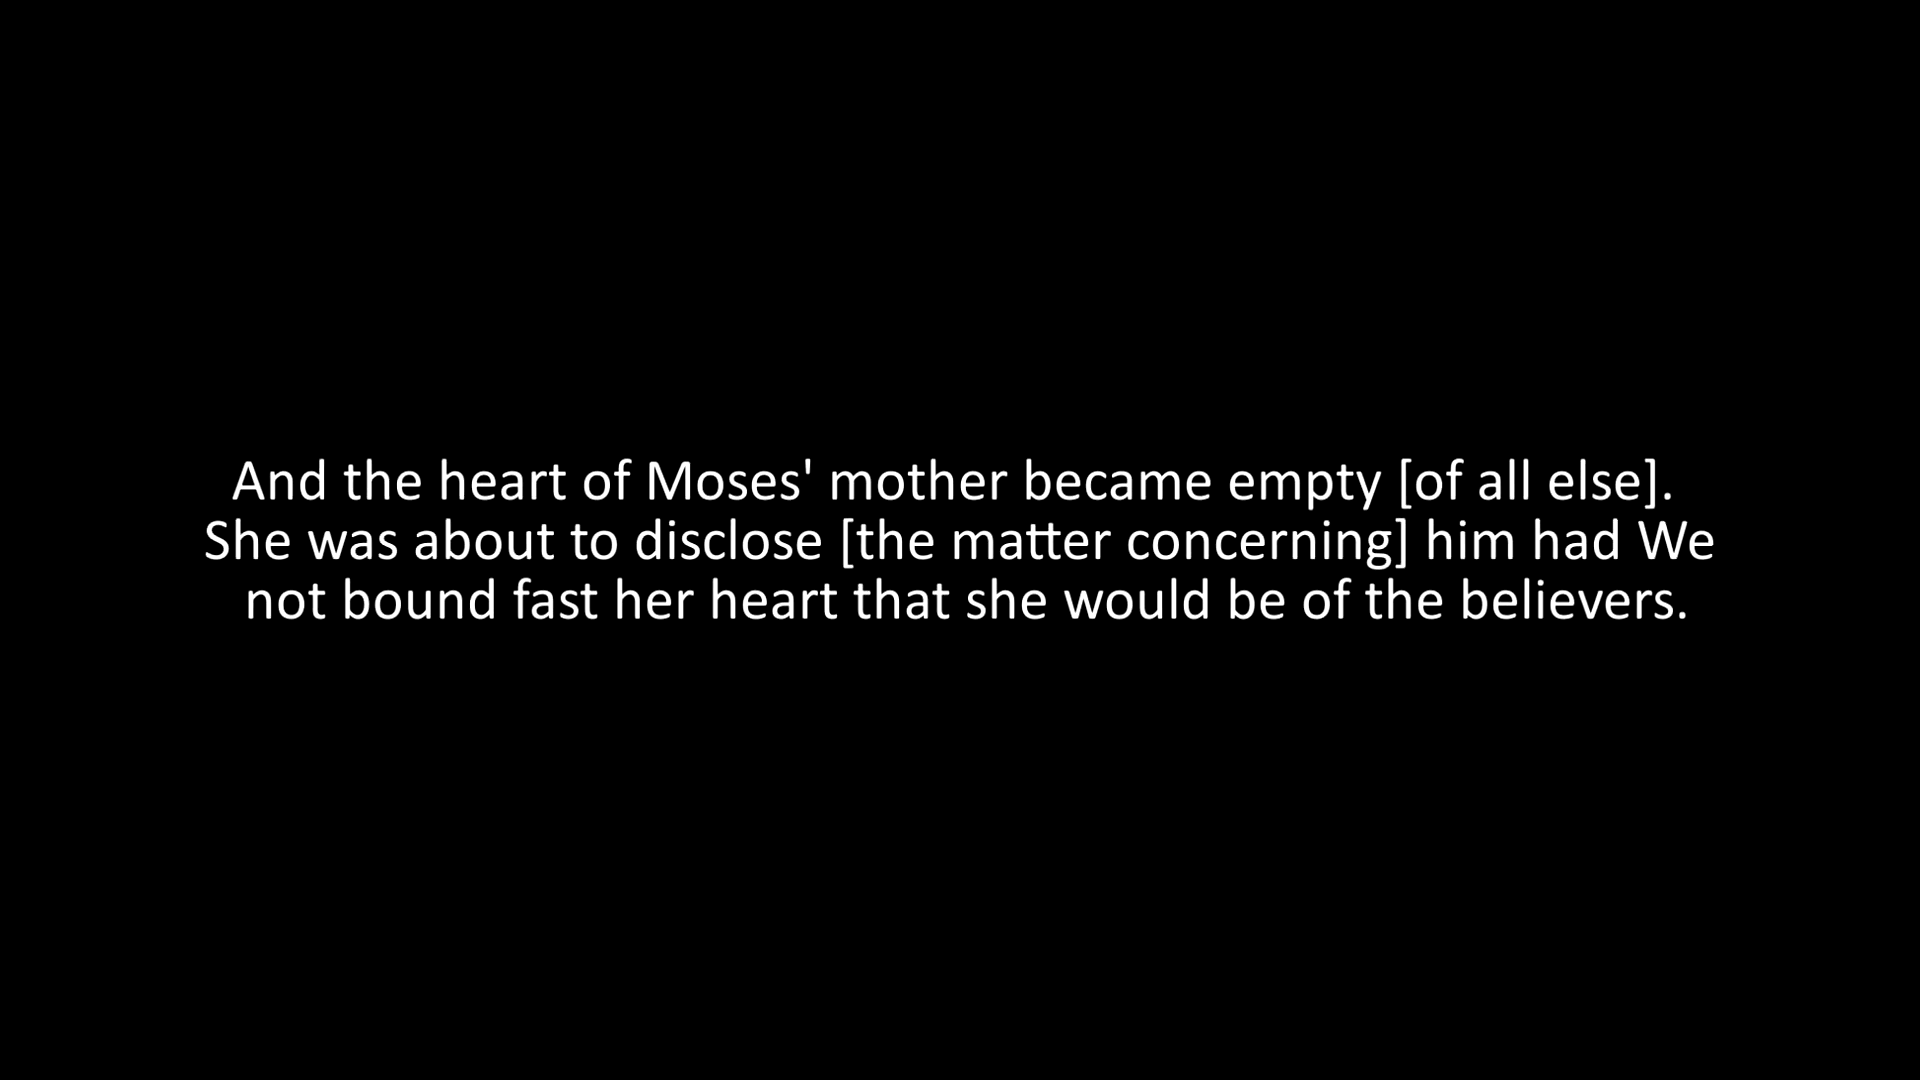 And the heart of Moses' mother became empty [of all else].
She was about to disclose [the matter concerning] him had We
not bound fast her heart that she would be of the believers.